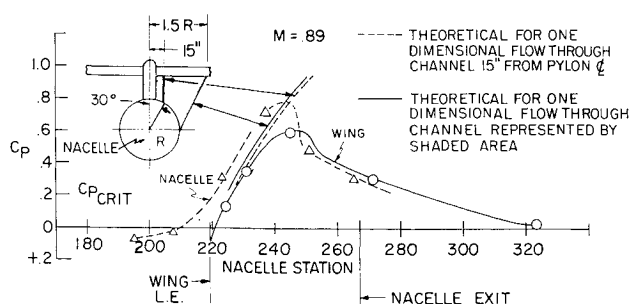 1.5 R
15"
M = .89
30°
NACELLE
R
--- THEORETICAL FOR ONE
DIMENSIONAL FLOW THROUGH
CHANNEL 15" FROM PYLON ℄
— THEORETICAL FOR ONE
DIMENSIONAL FLOW THROUGH
CHANNEL REPRESENTED BY
SHADED AREA
1.0
.8
.6
.4
.2
0
+.2
CP
CPCRIT
NACELLE
WING
180 200 220 240 260 280 300 320
NACELLE STATION
WING
L.E.
NACELLE EXIT